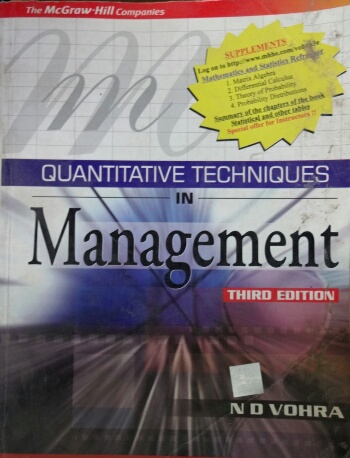 The McGraw·Hill Companies
SUPPLEMENTS
Log on to http://www.mhhe.com/
Mathematics and Statistics Refresher
1. Matrix Algebra
2. Differential Calculus
3. Theory of Probability
4. Probability Distributions
Summary of the chapters of the book
Statistical and other tables
Special offer for Instructors !!
QUANTITATIVE TECHNIQUES
IN
Management
THIRD EDITION
N D VOHRA